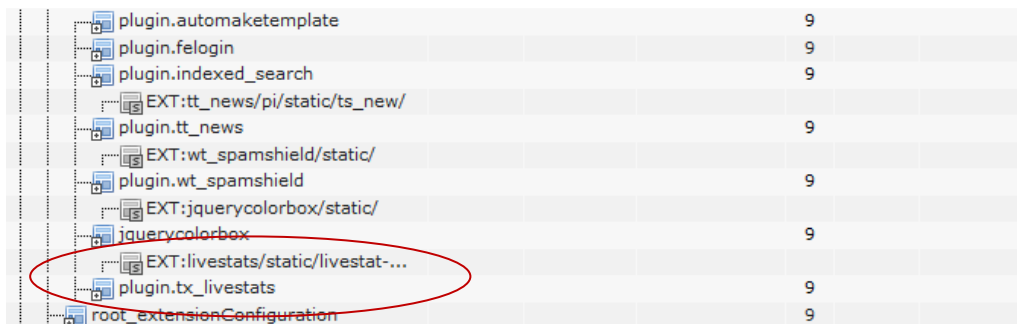 plugin.automaketemplate 9
plugin.felogin 9
plugin.indexed_search 9
EXT:tt_news/pi/static/ts_new/
plugin.tt_news 9
EXT:wt_spamshield/static/
plugin.wt_spamshield 9
EXT:jquerycolorbox/static/
jquerycolorbox 9
EXT:livestats/static/livestat-...
plugin.tx_livestats 9
root_extensionConfiguration 9